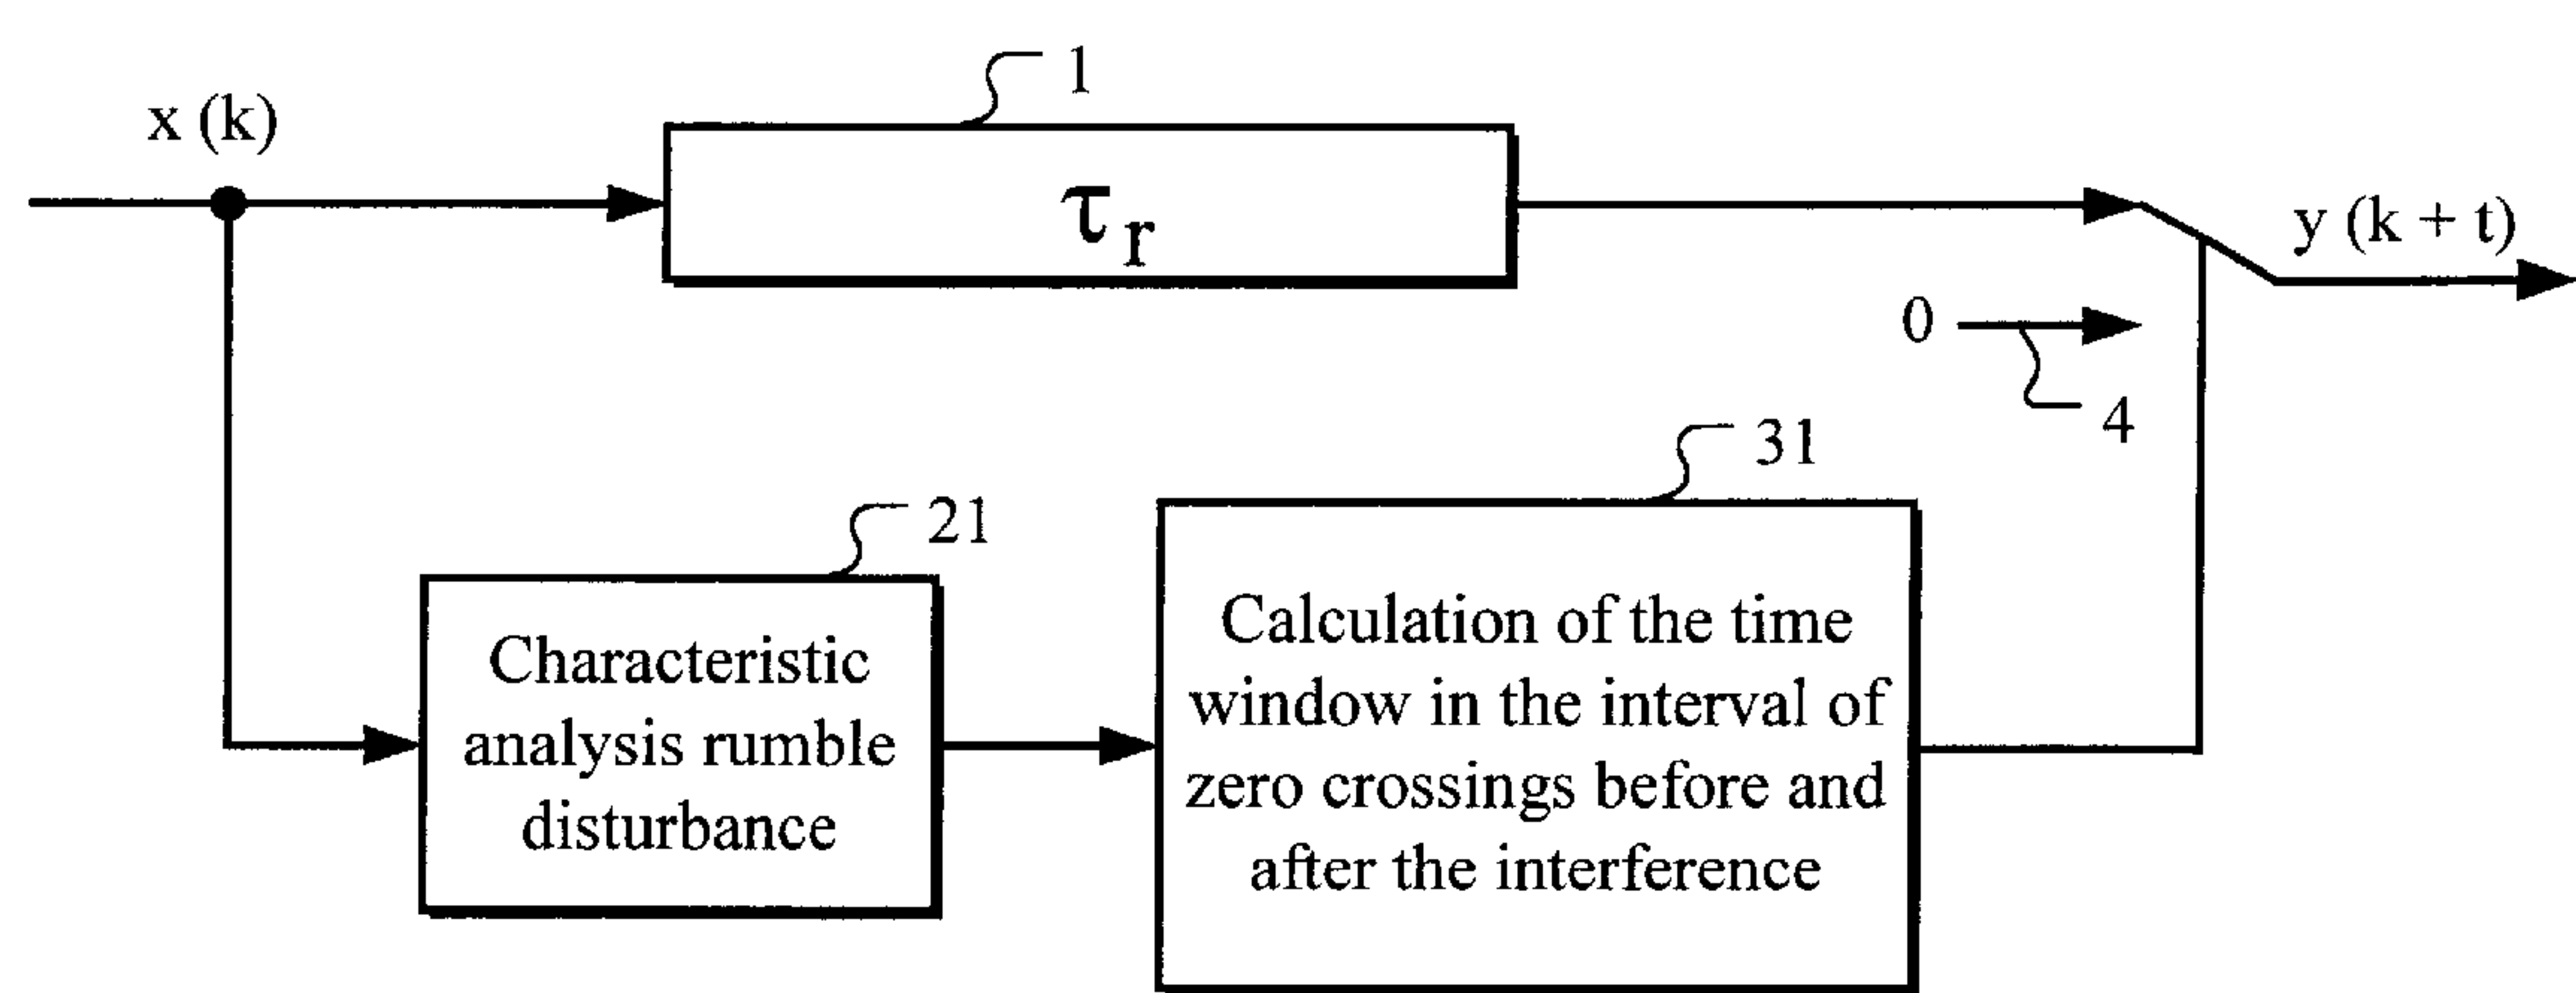 1
x (k)
τr
y (k + t)
0
4
31
21
Characteristic
analysis rumble
disturbance
Calculation of the time
window in the interval of
zero crossings before and
after the interference